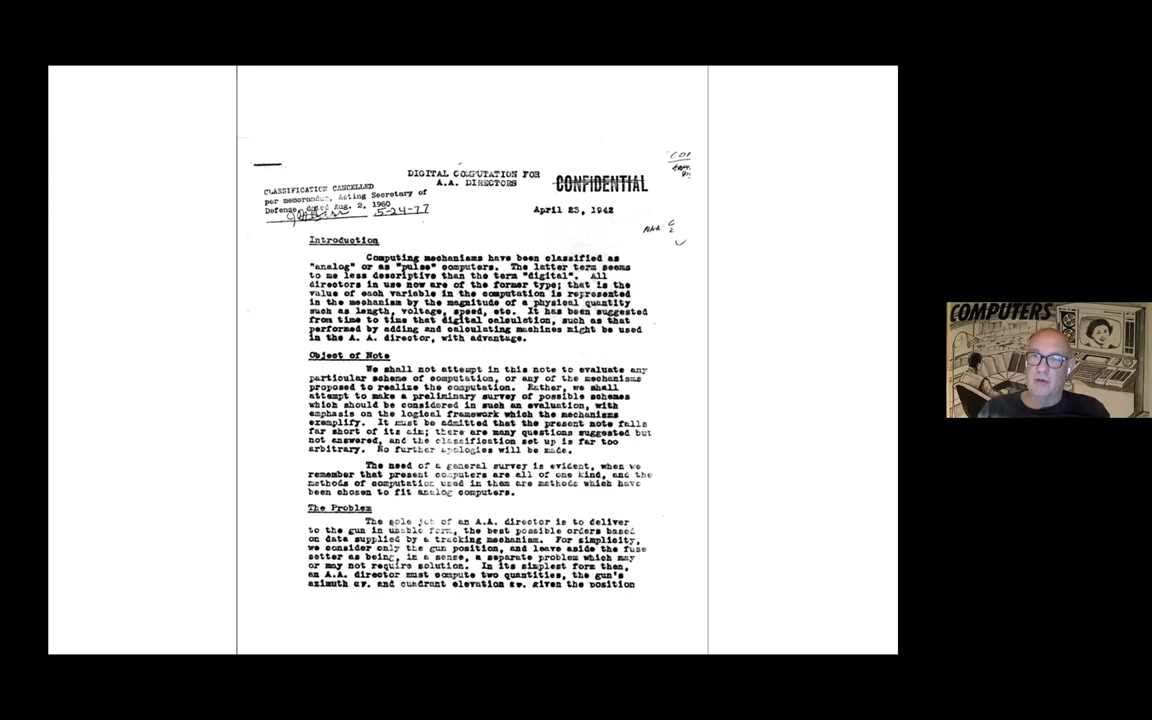 DIGITAL COMPUTATION FOR
A.A. DIRECTORS
CONFIDENTIAL
CLASSIFICATION CANCELLED
per memorandum, Acting Secretary of
Defense, dated Aug. 2, 1960
5-24-77
April 23, 1942
Introduction
Computing mechanisms have been classified as
"analog" or as "pulse" computers. The latter term seems
to me less descriptive than the term "digital". All
directors in use now are of the former type; that is the
value of each variable in the computation is represented
in the mechanism by the magnitude of a physical quantity
such as length, voltage, speed, etc. It has been suggested
from time to time that digital calculation, such as that
performed by adding and calculating machines might be used
in the A. A. director, with advantage.
Object of Note
We shall not attempt in this note to evaluate any
particular scheme of computation, or any of the mechanisms
proposed to realize the computation. Rather, we shall
attempt to make a preliminary survey of possible schemes
which should be considered in such an evaluation, with
emphasis on the logical framework which the mechanisms
exemplify. It must be admitted that the present note falls
far short of its aim; there are many questions suggested but
not answered, and the classification set up is far too
arbitrary. No further apologies will be made.
The need of a general survey is evident, when we
remember that present computers are all of one kind, and the
methods of computation used in them are methods which have
been chosen to fit analog computers.
The Problem
The sole job of an A.A. director is to deliver
to the gun in usable form, the best possible orders based
on data supplied by a tracking mechanism. For simplicity,
we consider only the gun position, and leave aside the fuse
setter as being, in a sense, a separate problem which may
or may not require solution. In its simplest form then,
an A.A. director must compute two quantities, the gun's
azimuth and quadrant elevation given the position
COMPUTERS